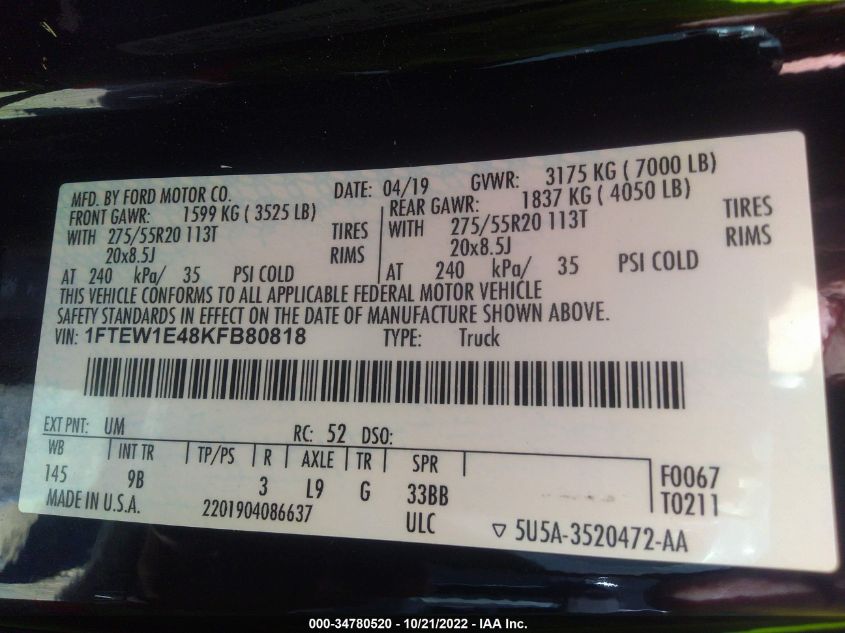 MFD. BY FORD MOTOR CO. DATE: 04/19 GVWR: 3175 KG ( 7000 LB)
FRONT GAWR: 1599 KG ( 3525 LB) REAR GAWR: 1837 KG ( 4050 LB)
WITH 275/55R20 113T TIRES WITH 275/55R20 113T TIRES
20x8.5J RIMS 20x8.5J RIMS
AT 240 kPa/ 35 PSI COLD AT 240 kPa/ 35 PSI COLD
THIS VEHICLE CONFORMS TO ALL APPLICABLE FEDERAL MOTOR VEHICLE
SAFETY STANDARDS IN EFFECT ON THE DATE OF MANUFACTURE SHOWN ABOVE.
VIN: 1FTEW1E48KFB80818 TYPE: Truck
EXT PNT: UM RC: 52 DSO:
WB INT TR TP/PS R AXLE TR SPR
145 9B 3 L9 G 33BB F0067
MADE IN U.S.A. 2201904086637 ULC T0211
▽ 5U5A-3520472-AA
000-34780520 - 10/21/2022 - IAA Inc.